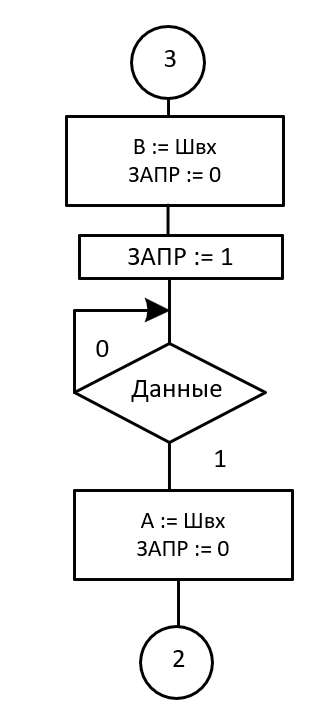 3
B := Швх
ЗАПР := 0
ЗАПР := 1
0
Данные
1
A := Швх
ЗАПР := 0
2